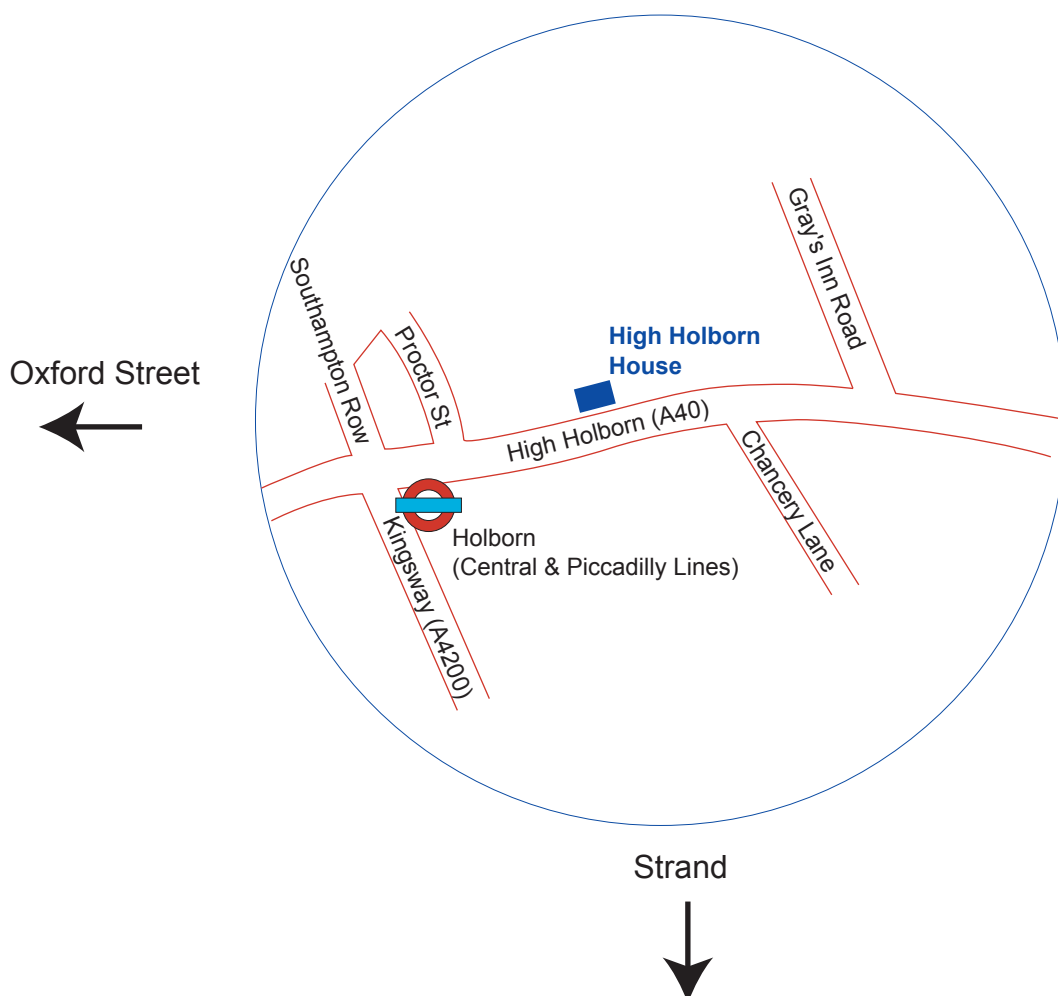 Gray's Inn Road
Southampton Row
Proctor St
High Holborn
House
Oxford Street
High Holborn (A40)
Chancery Lane
Holborn
(Central & Piccadilly Lines)
Kingsway (A4200)
Strand